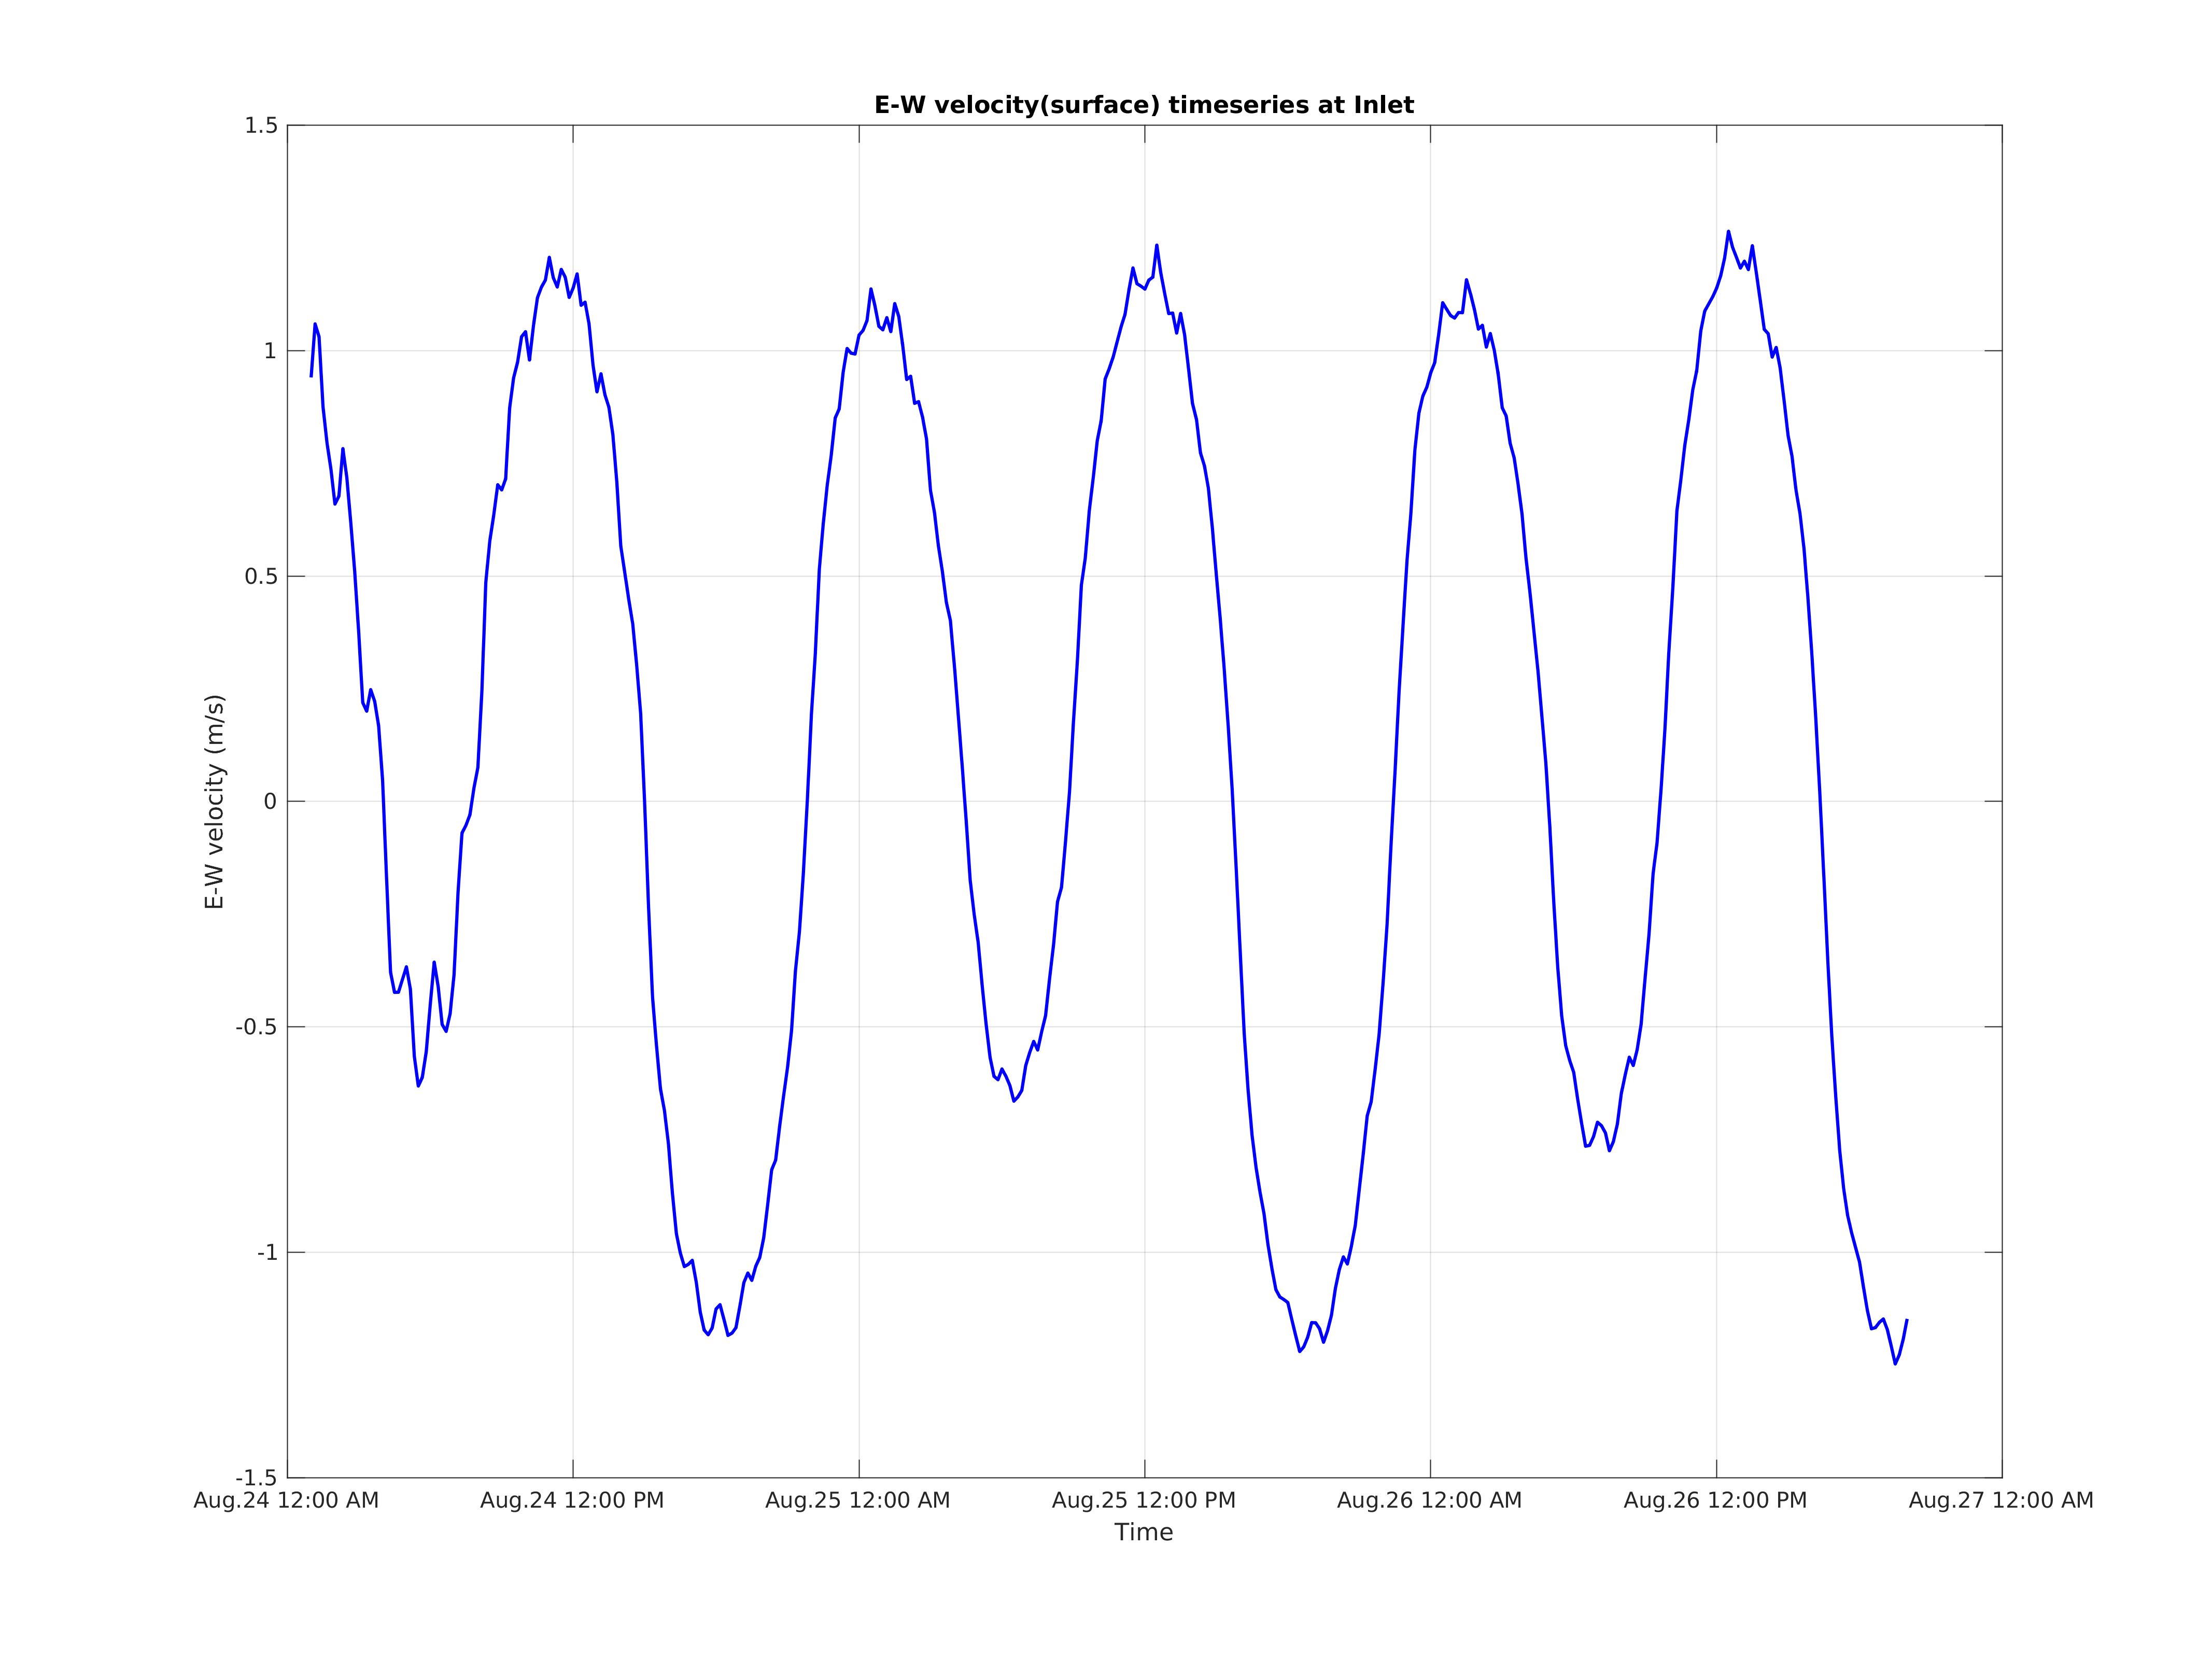 E-W velocity(surface) timeseries at Inlet
1.5
1
0.5
0
-0.5
-1
-1.5
E-W velocity (m/s)
Aug.24 12:00 AM Aug.24 12:00 PM Aug.25 12:00 AM Aug.25 12:00 PM Aug.26 12:00 AM Aug.26 12:00 PM Aug.27 12:00 AM
Time